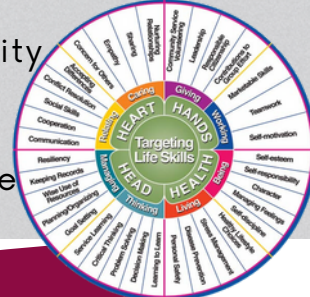 ity
e
Targeting
Life Skills
HEART
HANDS
HEALTH
HEAD
Caring
Giving
Working
Being
Living
Thinking
Managing
Relating
Nurturing
Relationships
Sharing
Empathy
Concern for Others
Community Service
Volunteering
Leadership
Responsible
Citizenship
Contributions to
Group Effort
Marketable Skills
Teamwork
Self-motivation
Self-esteem
Self-responsibility
Character
Managing Feelings
Self-discipline
Healthy Lifestyle
Choices
Stress Management
Disease Prevention
Personal Safety
Learning to Learn
Decision Making
Problem Solving
Critical Thinking
Service Learning
Goal Setting
Planning/Organizing
Wise Use of
Resources
Keeping Records
Resiliency
Communication
Cooperation
Social Skills
Conflict Resolution
Accepting
Differences